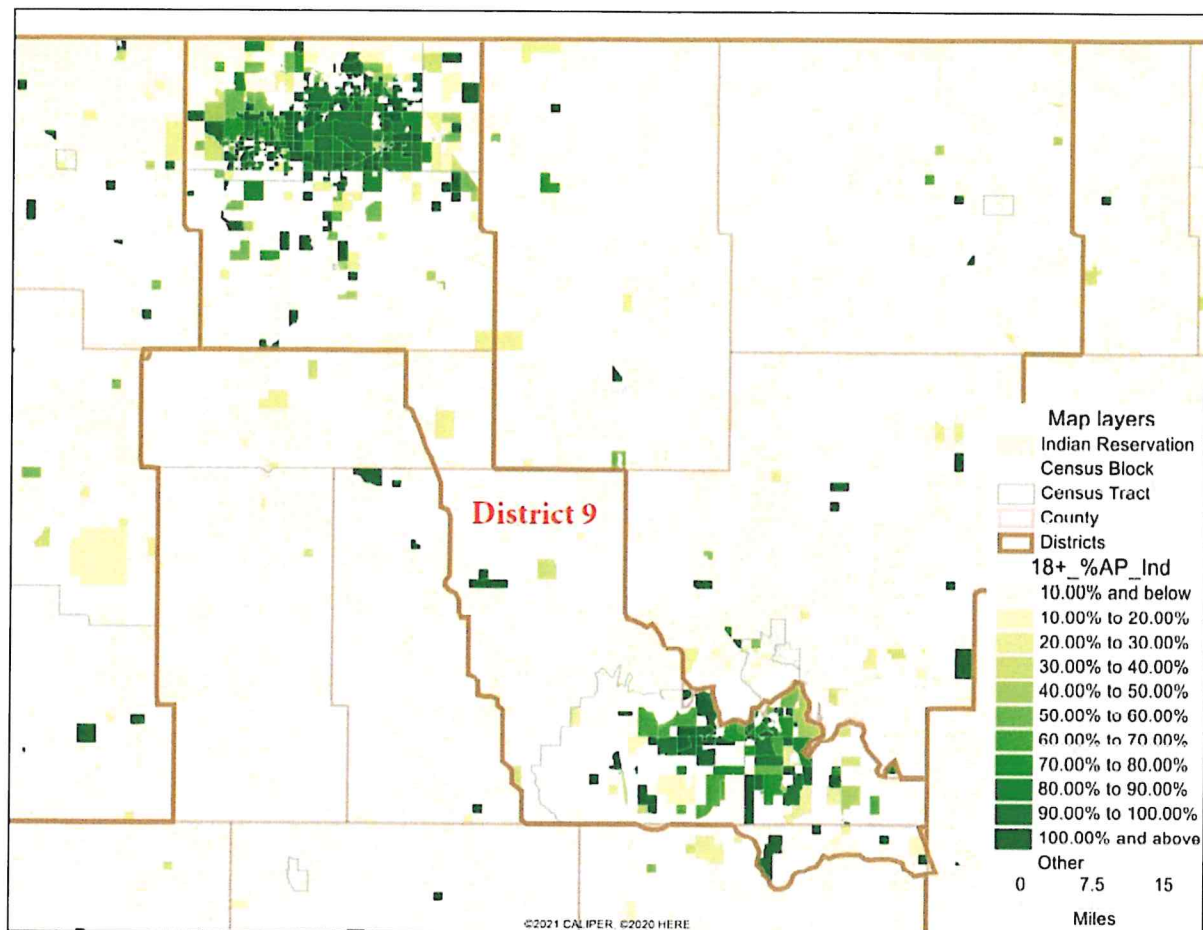 District 9
Map layers
Indian Reservation
Census Block
Census Tract
County
Districts
18+_%AP_Ind
10.00% and below
10.00% to 20.00%
20.00% to 30.00%
30.00% to 40.00%
40.00% to 50.00%
50.00% to 60.00%
60.00% to 70.00%
70.00% to 80.00%
80.00% to 90.00%
90.00% to 100.00%
100.00% and above
Other
0 7.5 15
Miles
©2021 CALIPER, ©2020 HERE